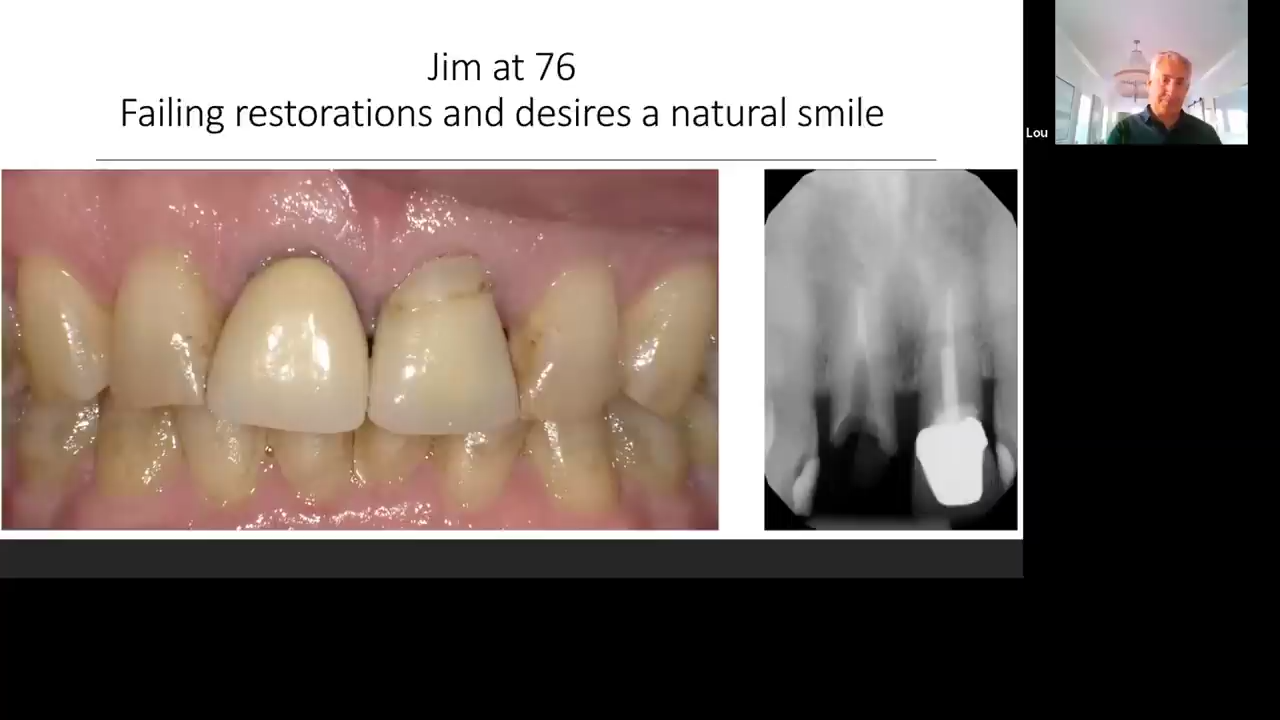 Jim at 76
Failing restorations and desires a natural smile
Lou